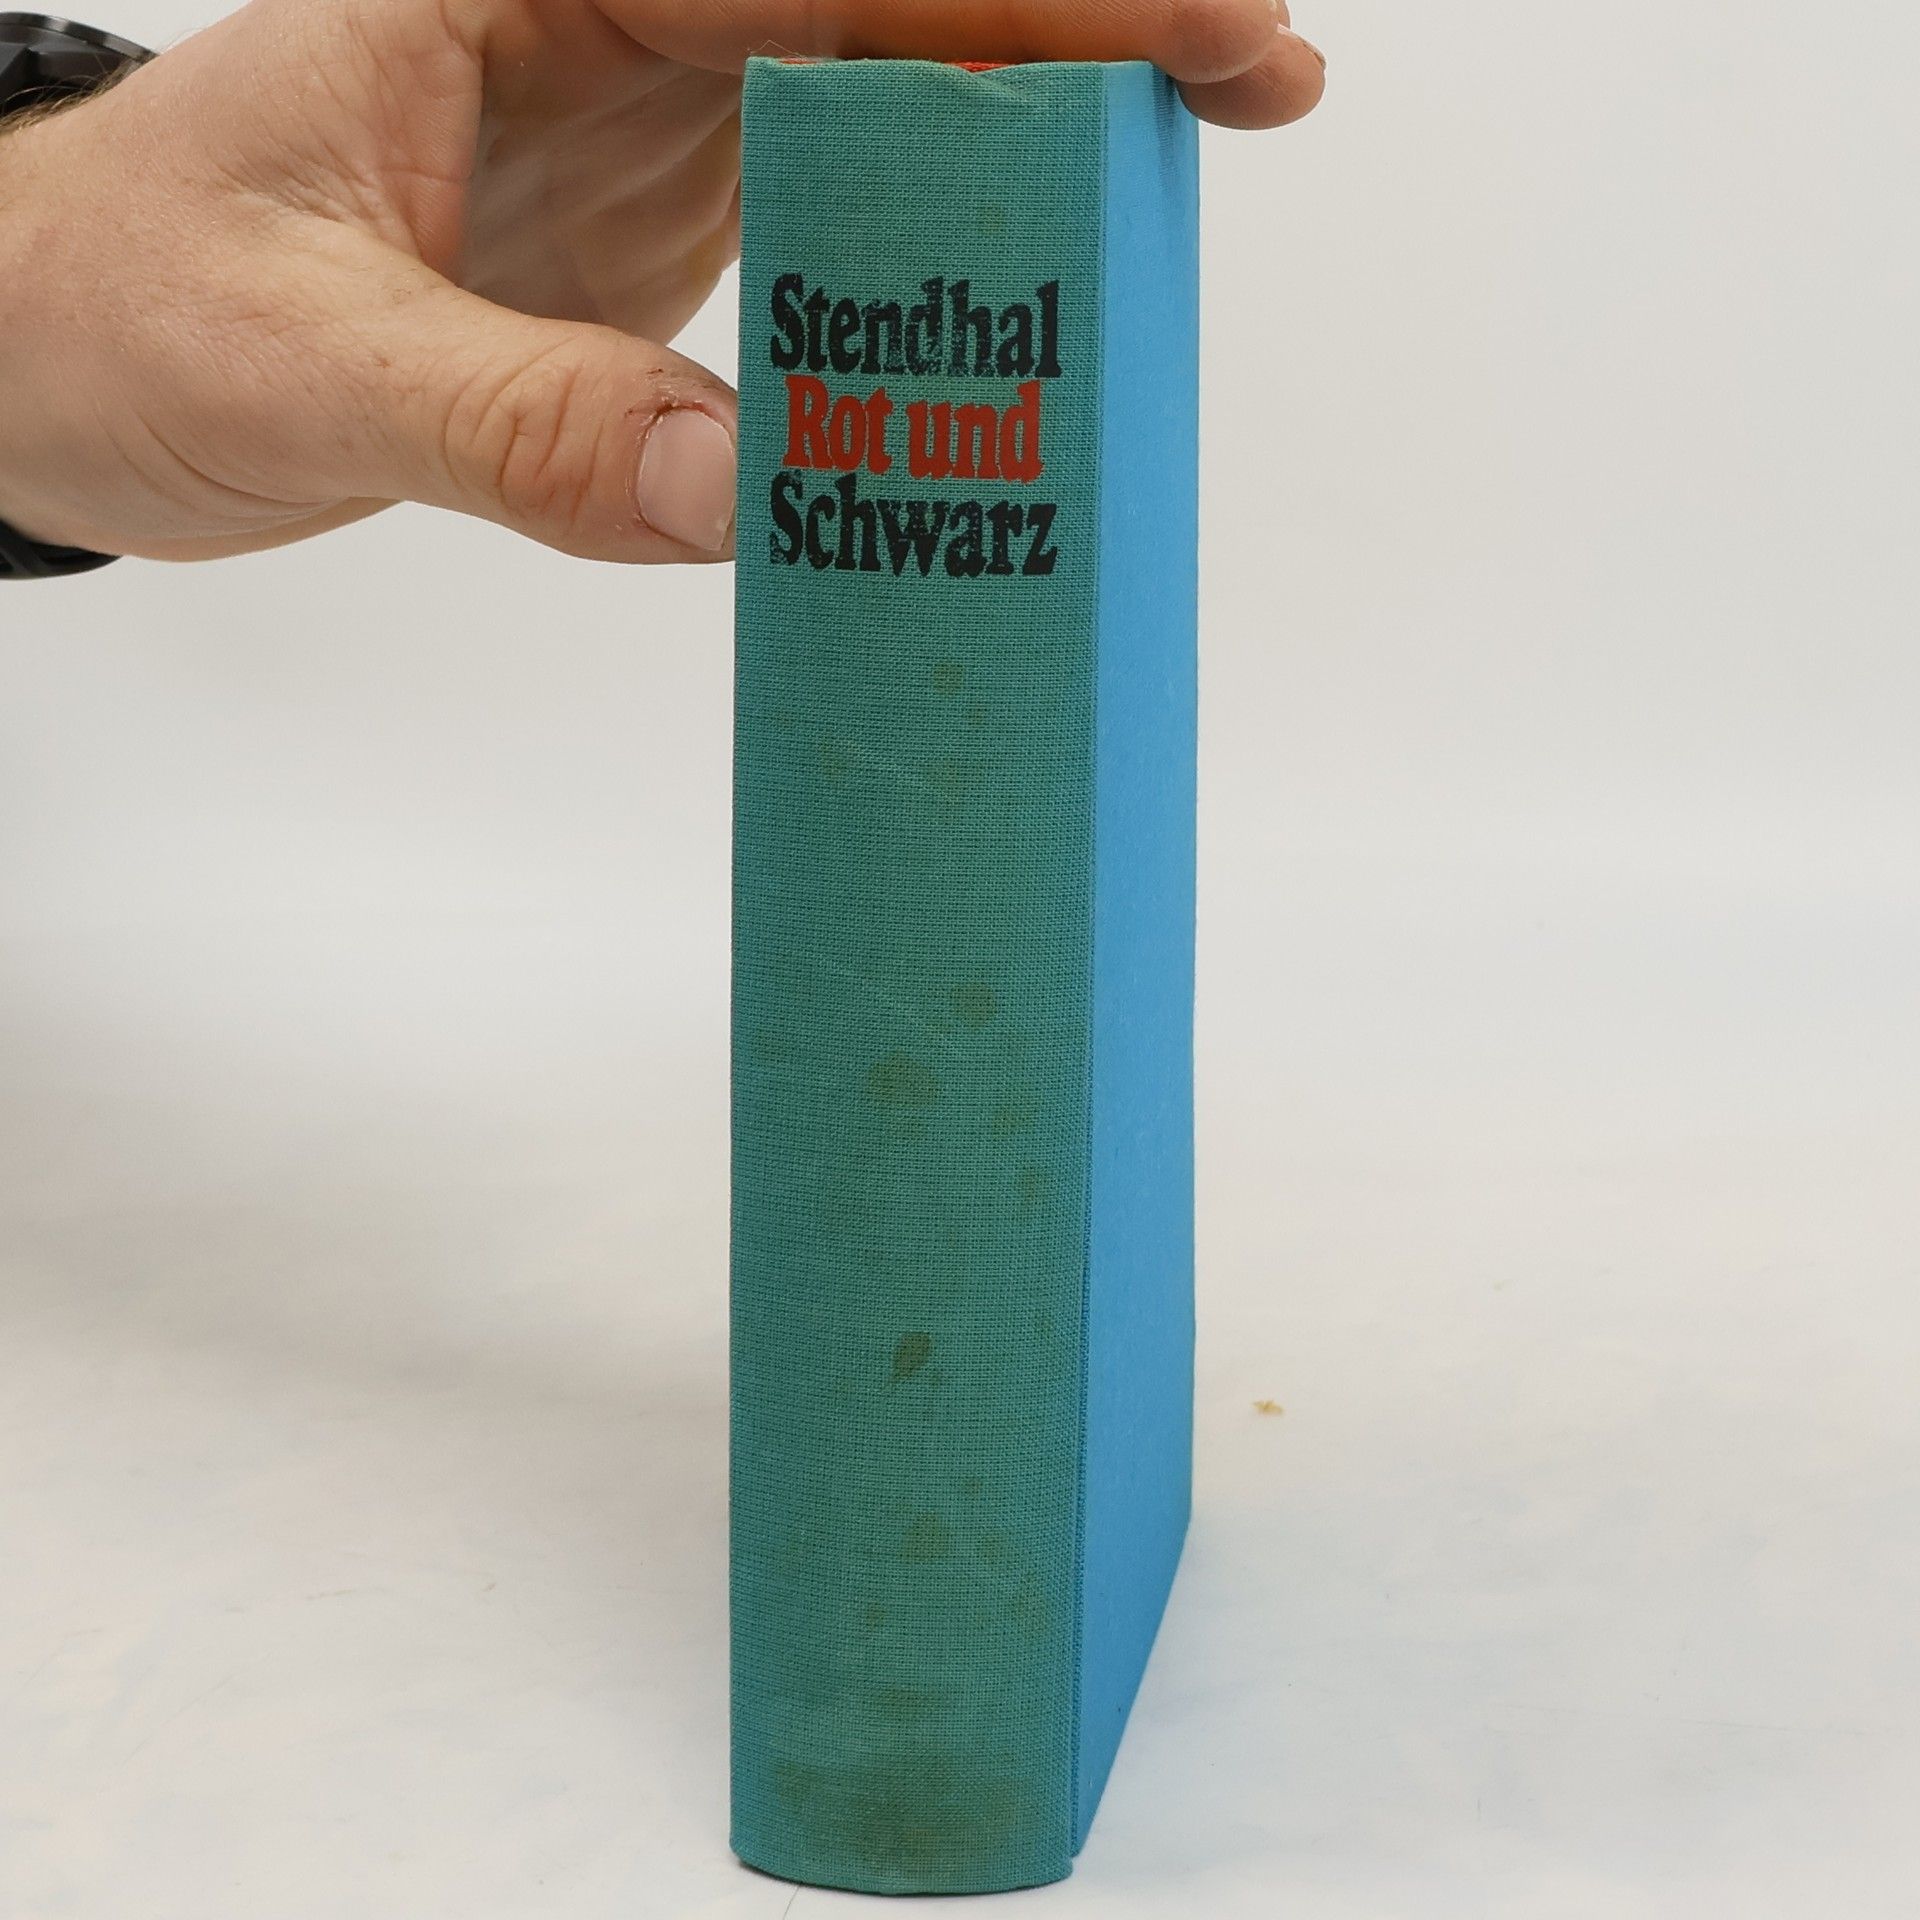 Stendhal
Rot und
Schwarz